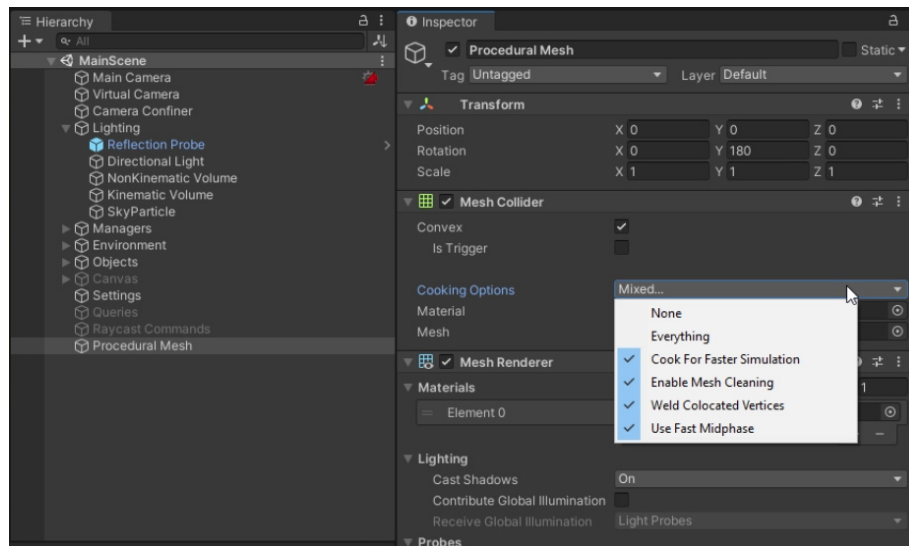 Hierarchy
All
MainScene
Main Camera
Virtual Camera
Camera Confiner
Lighting
Reflection Probe
Directional Light
NonKinematic Volume
Kinematic Volume
SkyParticle
Managers
Environment
Objects
Canvas
Settings
Queries
Raycast Commands
Procedural Mesh
Inspector
Procedural Mesh Static
Tag Untagged Layer Default
Transform
Position X 0 Y 0 Z 0
Rotation X 0 Y 180 Z 0
Scale X 1 Y 1 Z 1
Mesh Collider
Convex
Is Trigger
Cooking Options Mixed...
Material
Mesh
None
Everything
Cook For Faster Simulation
Enable Mesh Cleaning
Weld Colocated Vertices
Use Fast Midphase
Mesh Renderer
Materials 1
Element 0
Lighting
Cast Shadows On
Contribute Global Illumination
Receive Global Illumination Light Probes
Probes